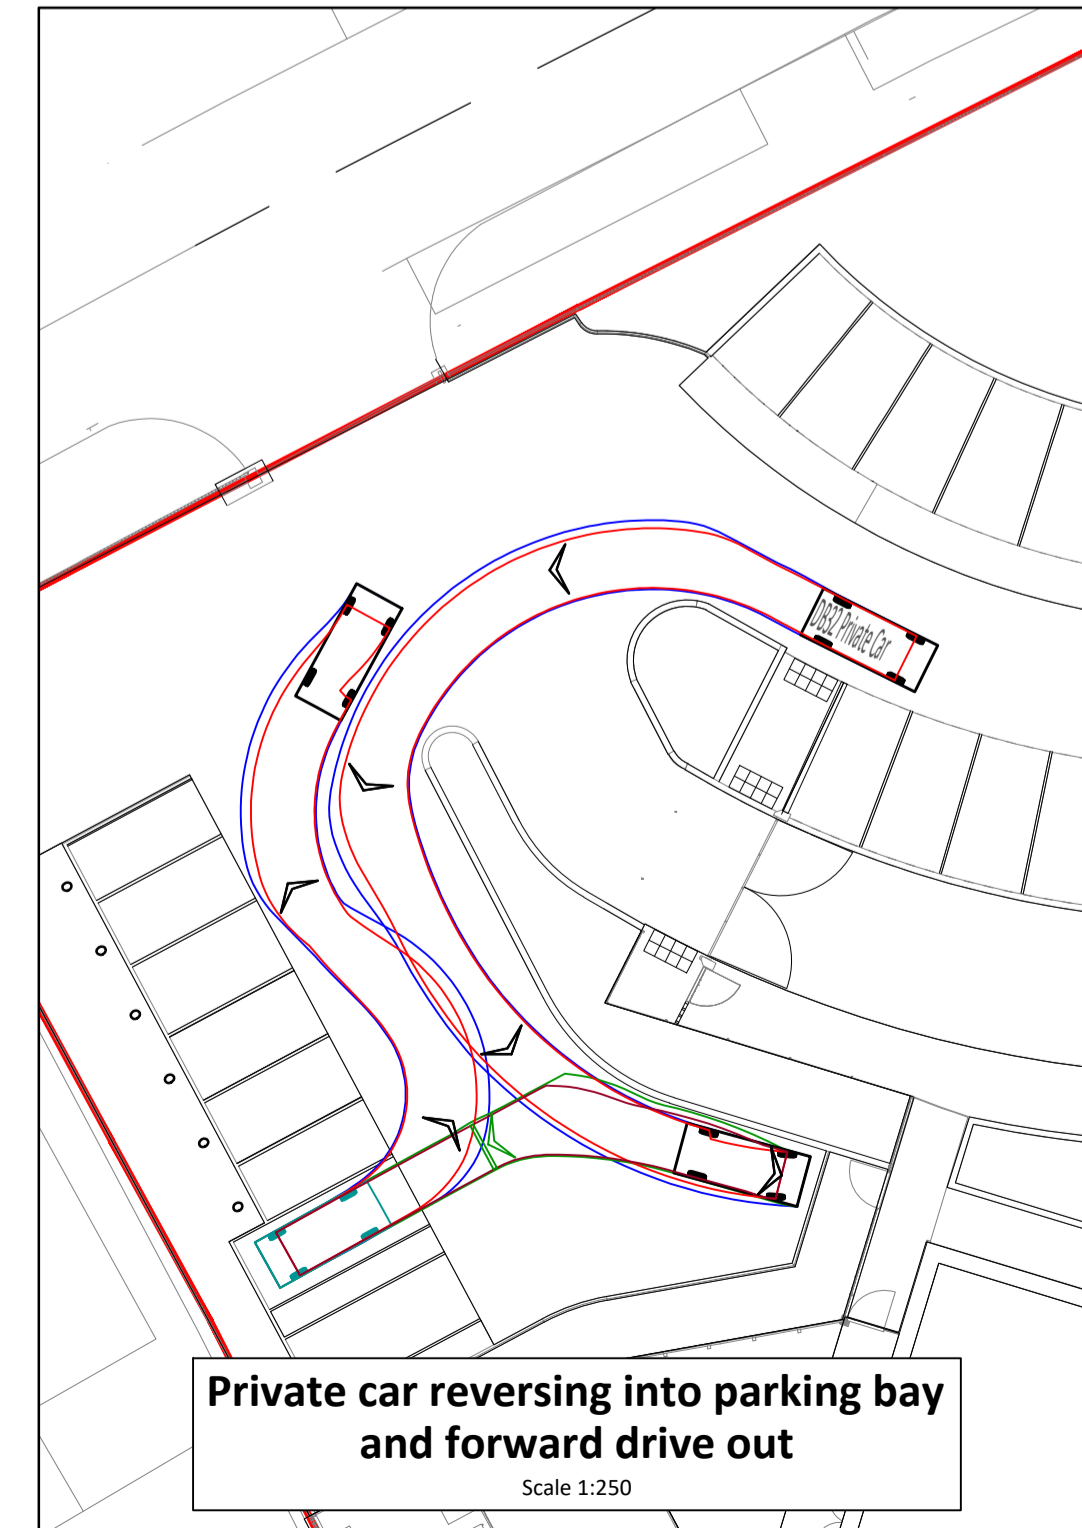 DB32 Private Car
Private car reversing into parking bay
and forward drive out
Scale 1:250